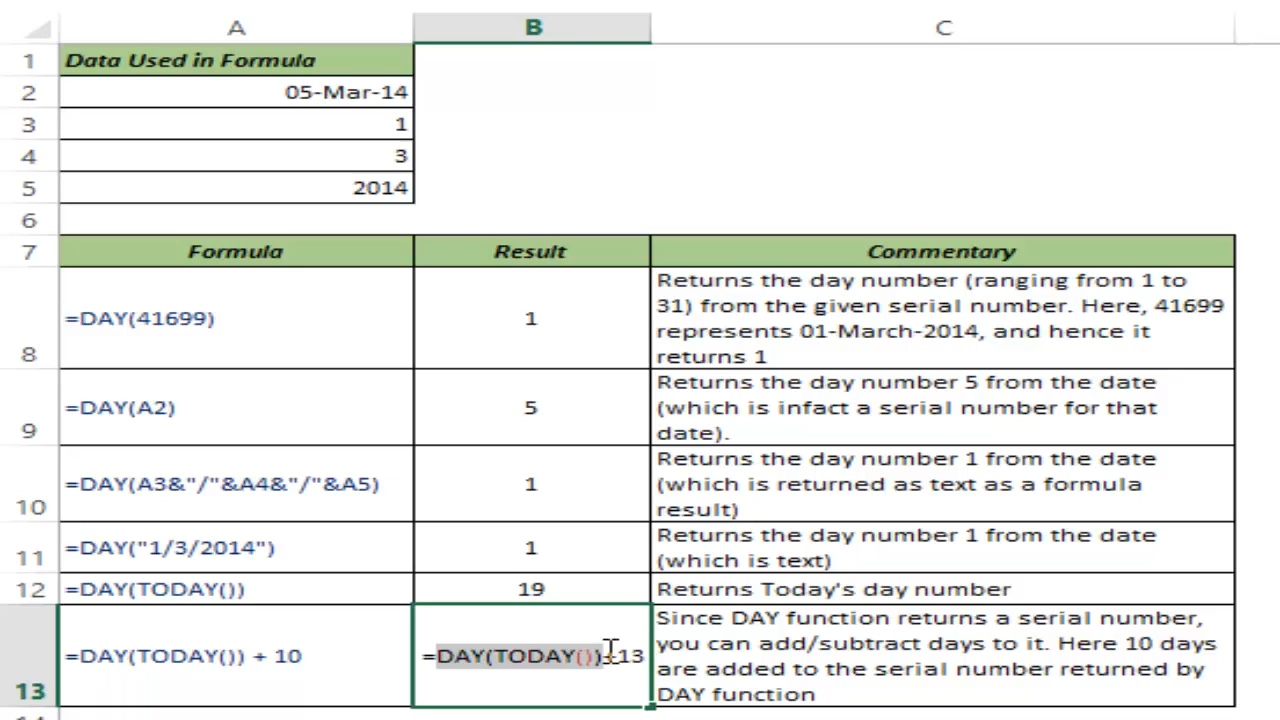 A B C
1 Data Used in Formula
2 05-Mar-14
3 1
4 3
5 2014
6
7 Formula Result Commentary
Returns the day number (ranging from 1 to
31) from the given serial number. Here, 41699
=DAY(41699) 1
represents 01-March-2014, and hence it
8 returns 1
Returns the day number 5 from the date
=DAY(A2) 5 (which is infact a serial number for that
9 date).
Returns the day number 1 from the date
=DAY(A3&"/"&A4&"/"&A5) 1 (which is returned as text as a formula
10 result)
Returns the day number 1 from the date
=DAY("1/3/2014") 1
11 (which is text)
12 =DAY(TODAY()) 19 Returns Today's day number
Since DAY function returns a serial number,
you can add/subtract days to it. Here 10 days
=DAY(TODAY()) + 10 =DAY(TODAY())+13
are added to the serial number returned by
13 DAY function